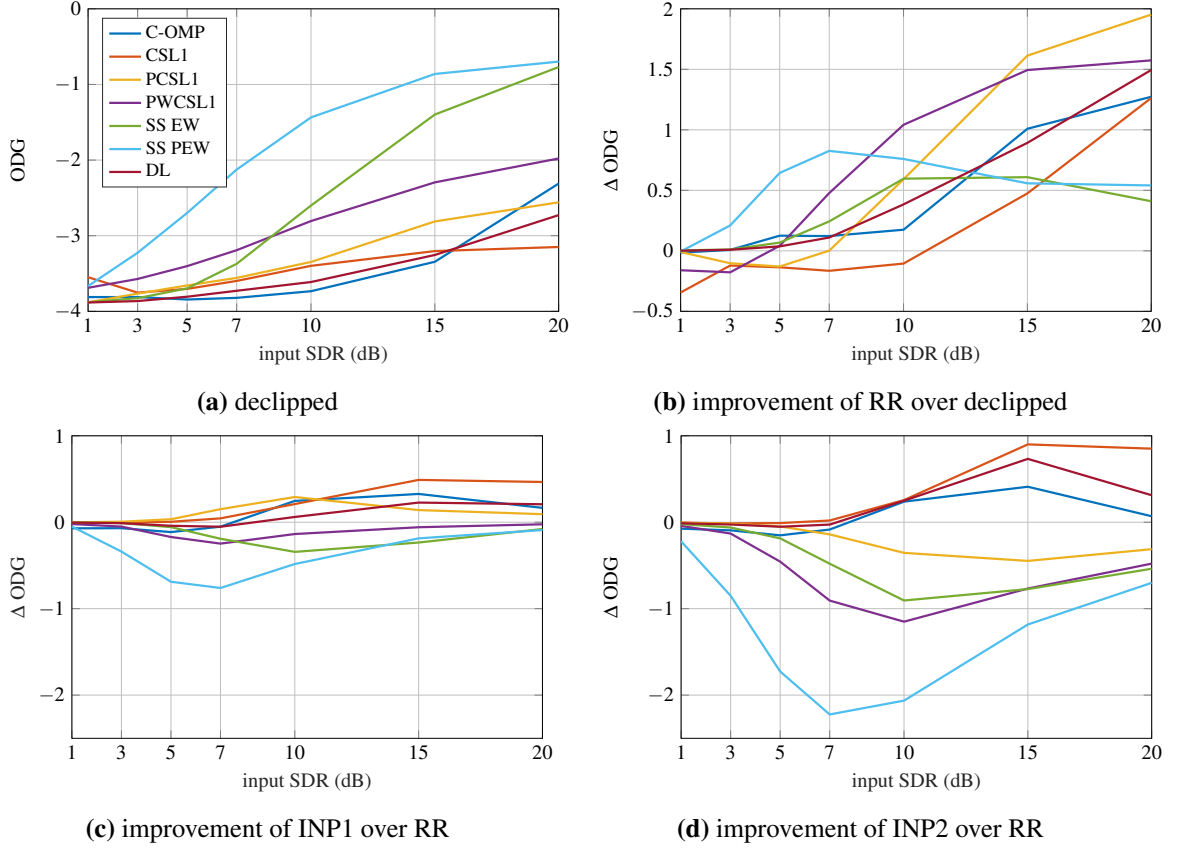 0
−1
−2
−3
−4
ODG
C-OMP
CSL1
PCSL1
PWCSL1
SS EW
SS PEW
DL
1 3 5 7 10 15 20
input SDR (dB)
(a) declipped
2
1.5
1
0.5
0
−0.5
Δ ODG
1 3 5 7 10 15 20
input SDR (dB)
(b) improvement of RR over declipped
1
0
−1
−2
Δ ODG
1 3 5 7 10 15 20
input SDR (dB)
(c) improvement of INP1 over RR
1
0
−1
−2
Δ ODG
1 3 5 7 10 15 20
input SDR (dB)
(d) improvement of INP2 over RR